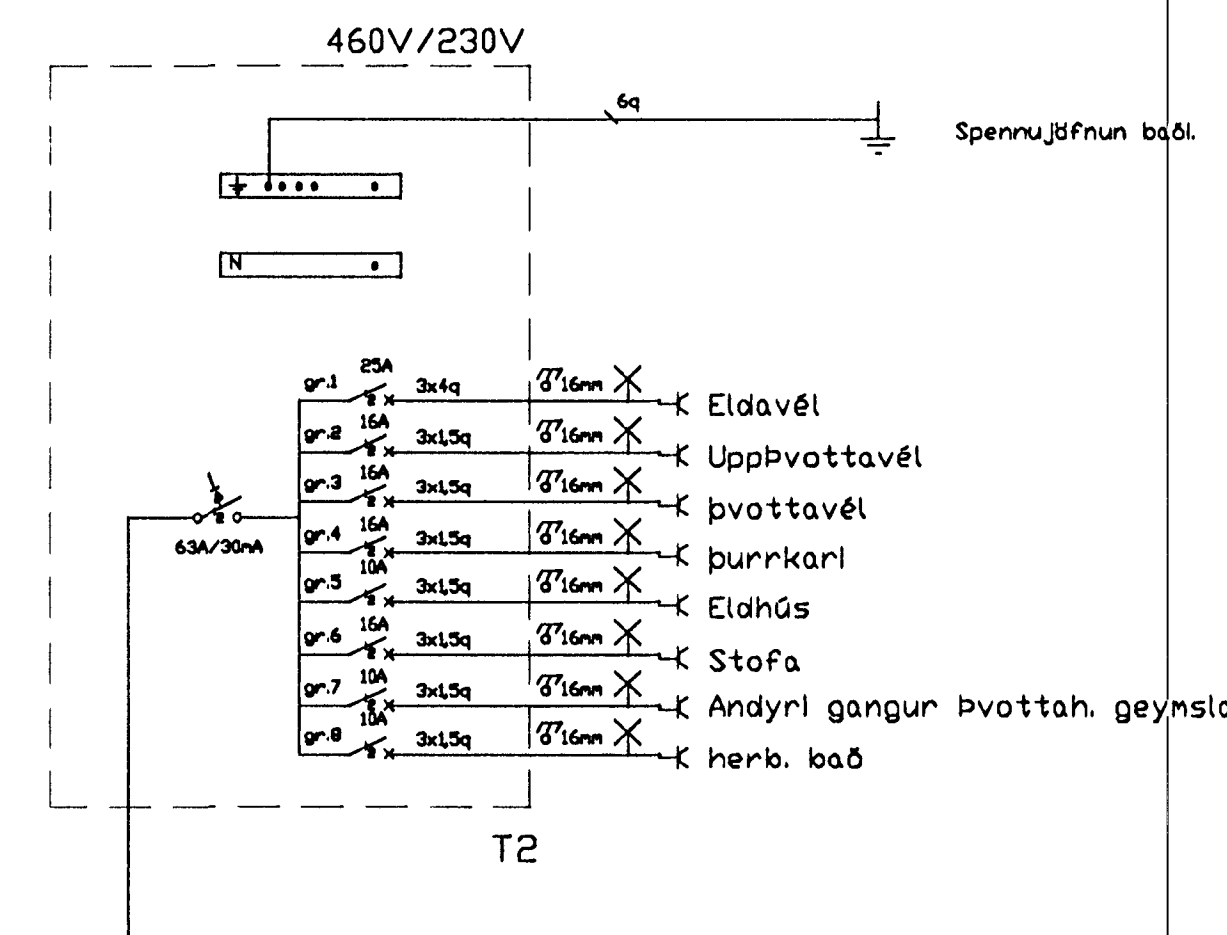 460V/230V
6q
Spennujöfnun baðl.
N
gr.1 25A 3x4q 16mm Eldavél
gr.2 16A 3x1,5q 16mm Uppþvottavél
gr.3 16A 3x1,5q 16mm þvottavél
gr.4 16A 3x1,5q 16mm þurrkari
gr.5 10A 3x1,5q 16mm Eldhús
gr.6 16A 3x1,5q 16mm Stofa
gr.7 10A 3x1,5q 16mm Andyri gangur Þvottah. geymsla
gr.8 10A 3x1,5q 16mm herb. bað
63A/30mA
T2